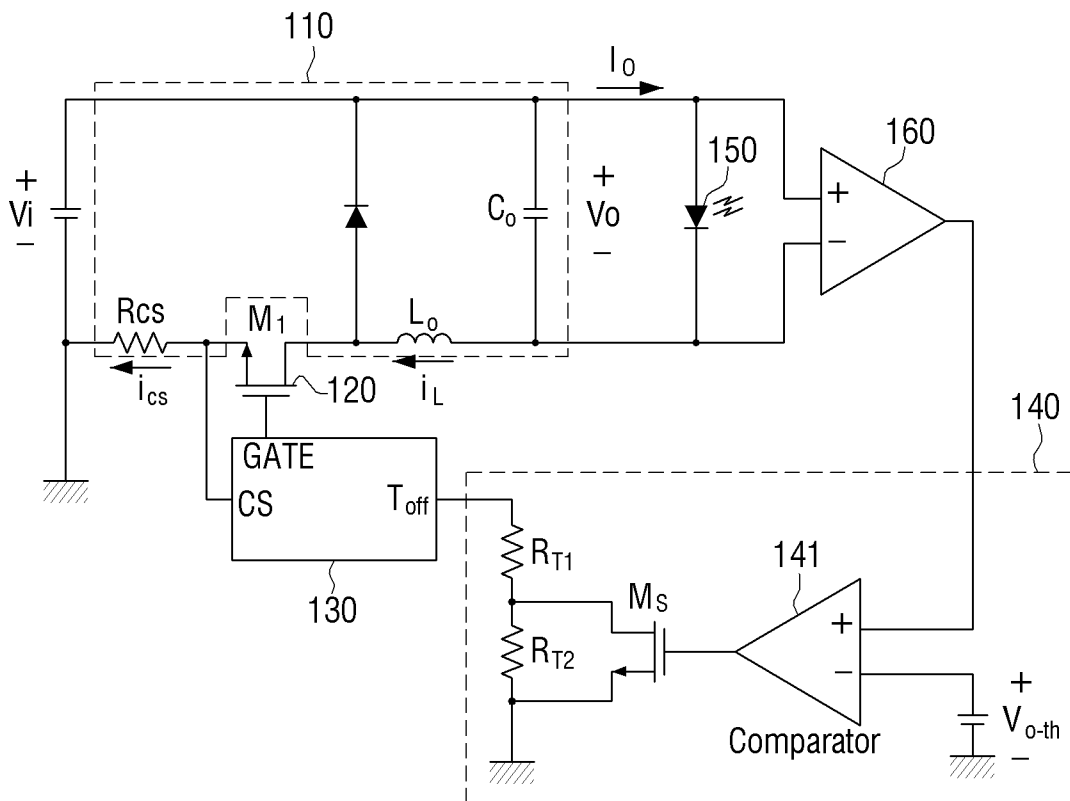 110
I_O
150
160
+
Vi
−
C_o
+
Vo
−
+
−
Rcs
M_1
L_o
i_cs
120
i_L
140
GATE
CS
T_off
130
R_T1
141
M_S
+
R_T2
−
+
V_o-th
−
Comparator